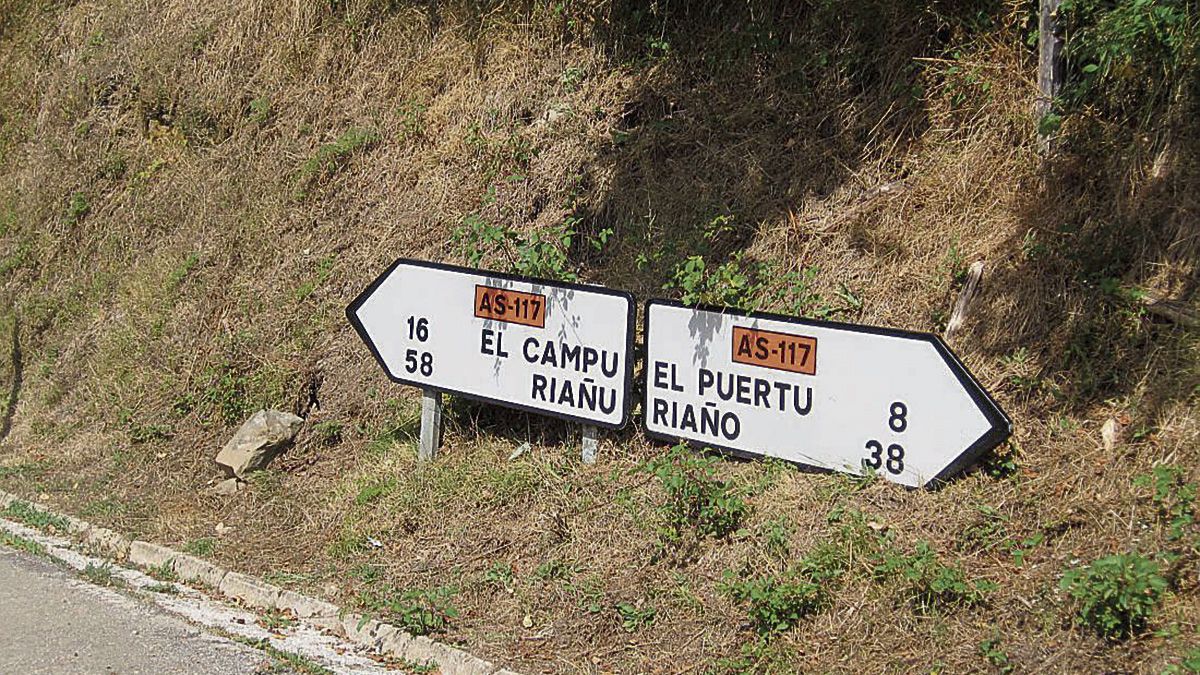 AS-117
16 EL CAMPU
58 RIAÑU
AS-117
EL PUERTU 8
RIAÑO 38